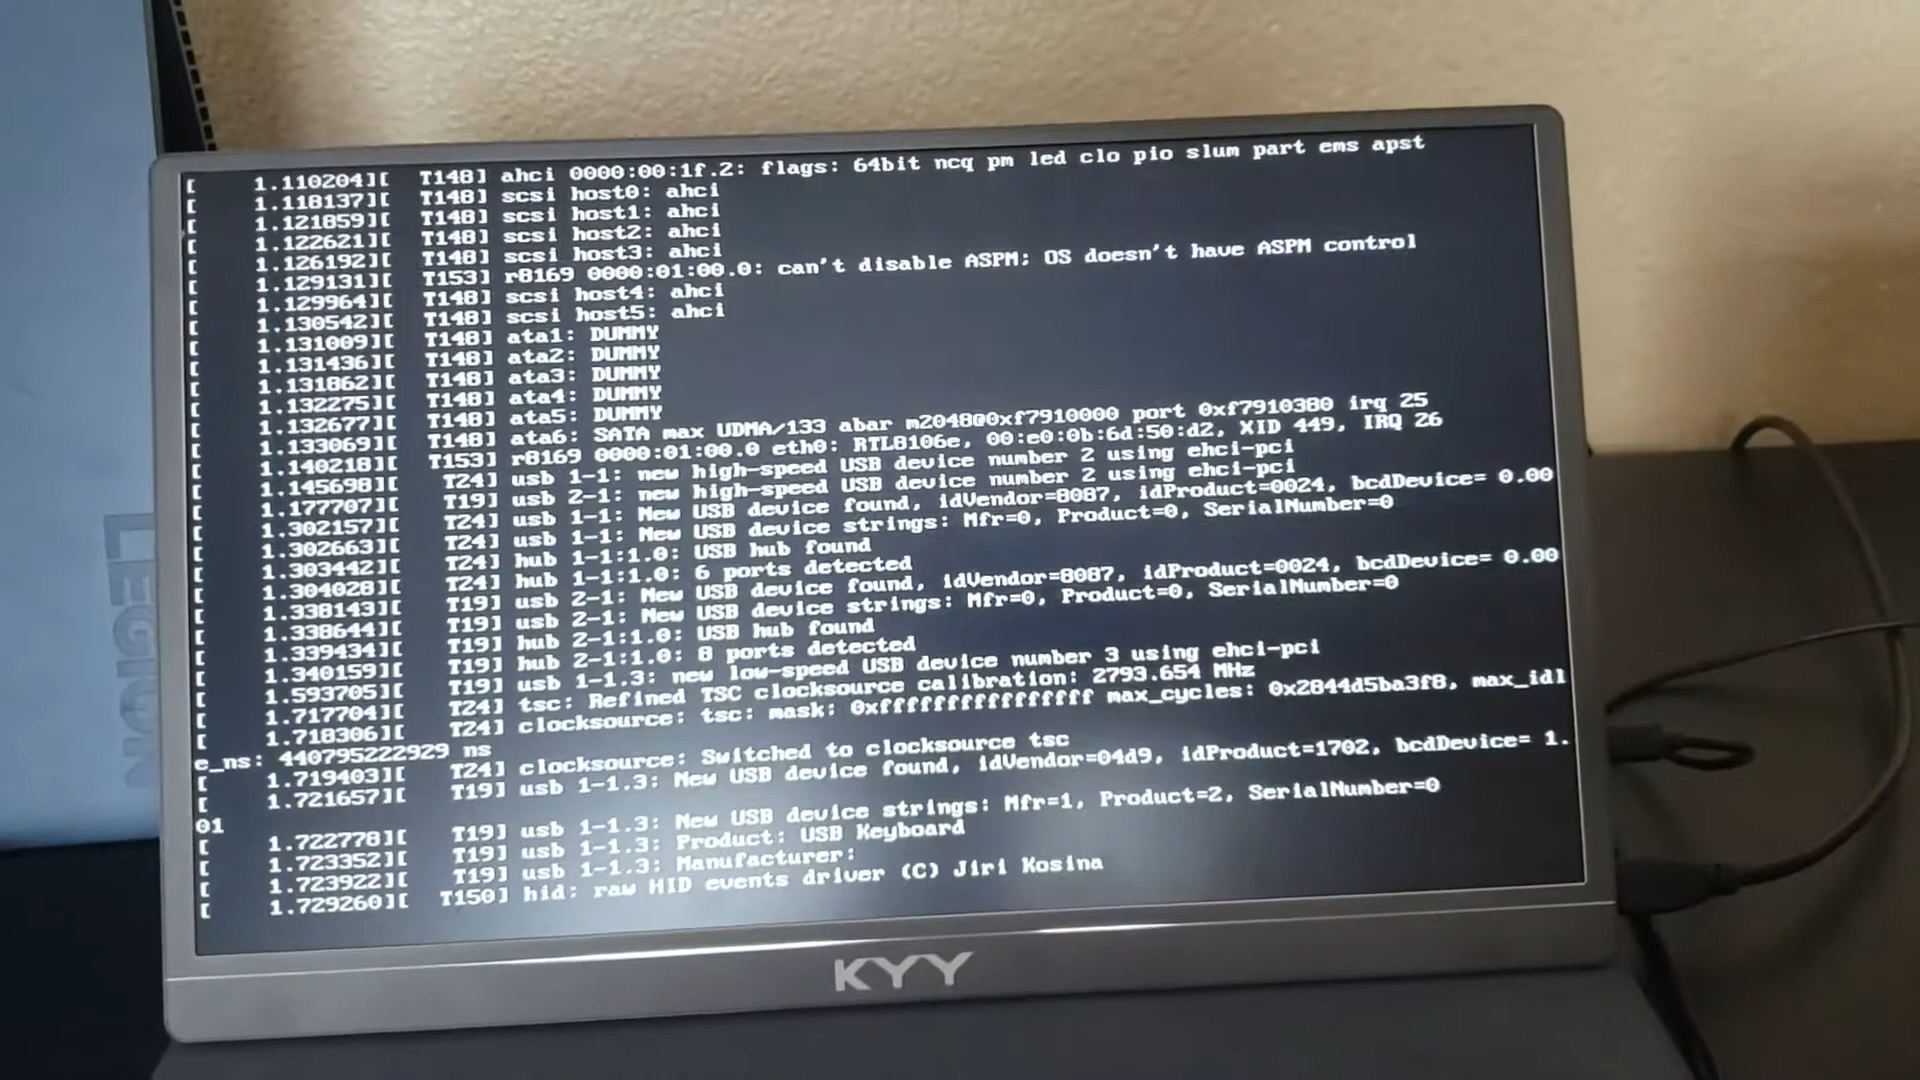 [    1.110204][  T148] ahci 0000:00:1f.2: flags: 64bit ncq pm led clo pio slum part ems apst
[    1.118137][  T148] scsi host0: ahci
[    1.121859][  T148] scsi host1: ahci
[    1.122621][  T148] scsi host2: ahci
[    1.126192][  T148] scsi host3: ahci
[    1.129131][  T153] r8169 0000:01:00.0: can't disable ASPM; OS doesn't have ASPM control
[    1.129964][  T148] scsi host4: ahci
[    1.130542][  T148] scsi host5: ahci
[    1.131009][  T148] ata1: DUMMY
[    1.131436][  T148] ata2: DUMMY
[    1.131862][  T148] ata3: DUMMY
[    1.132275][  T148] ata4: DUMMY
[    1.132677][  T148] ata5: DUMMY
[    1.133069][  T148] ata6: SATA max UDMA/133 abar m2048@0xf7910000 port 0xf7910380 irq 25
[    1.140218][  T153] r8169 0000:01:00.0 eth0: RTL8106e, 00:e0:0b:6d:50:d2, XID 449, IRQ 26
[    1.145698][   T24] usb 1-1: new high-speed USB device number 2 using ehci-pci
[    1.177707][   T19] usb 2-1: new high-speed USB device number 2 using ehci-pci
[    1.302157][   T24] usb 1-1: New USB device found, idVendor=8087, idProduct=0024, bcdDevice= 0.00
[    1.302663][   T24] usb 1-1: New USB device strings: Mfr=0, Product=0, SerialNumber=0
[    1.303442][   T24] hub 1-1:1.0: USB hub found
[    1.304028][   T24] hub 1-1:1.0: 6 ports detected
[    1.338143][   T19] usb 2-1: New USB device found, idVendor=8087, idProduct=0024, bcdDevice= 0.00
[    1.338644][   T19] usb 2-1: New USB device strings: Mfr=0, Product=0, SerialNumber=0
[    1.339434][   T19] hub 2-1:1.0: USB hub found
[    1.340159][   T19] hub 2-1:1.0: 8 ports detected
[    1.593705][   T19] usb 1-1.3: new low-speed USB device number 3 using ehci-pci
[    1.717704][   T24] tsc: Refined TSC clocksource calibration: 2793.654 MHz
[    1.718306][   T24] clocksource: tsc: mask: 0xffffffffffffffff max_cycles: 0x2844d5ba3f8, max_idl
e_ns: 440795222929 ns
[    1.719403][   T24] clocksource: Switched to clocksource tsc
[    1.721657][   T19] usb 1-1.3: New USB device found, idVendor=04d9, idProduct=1702, bcdDevice= 1.
01
[    1.722778][   T19] usb 1-1.3: New USB device strings: Mfr=1, Product=2, SerialNumber=0
[    1.723352][   T19] usb 1-1.3: Product: USB Keyboard
[    1.723922][   T19] usb 1-1.3: Manufacturer:
[    1.729260][  T150] hid: raw HID events driver (C) Jiri Kosina
KYY
LEGION